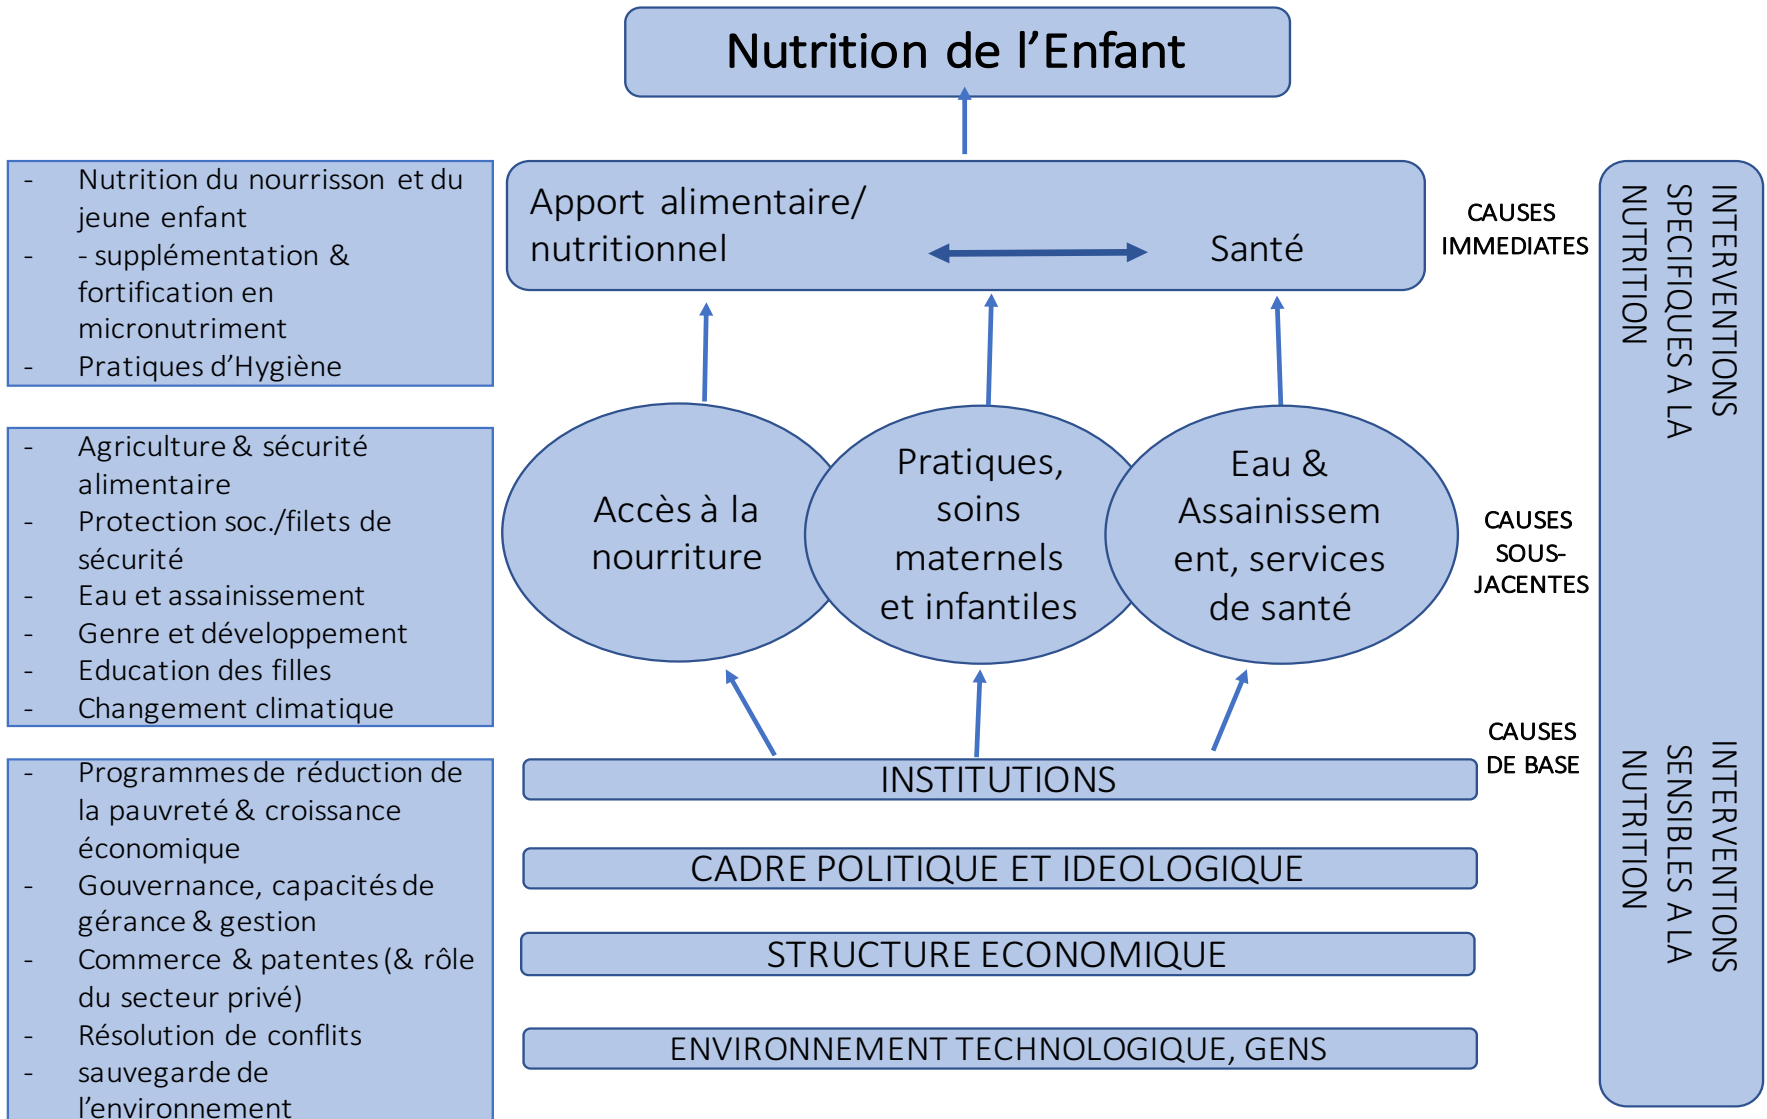 Nutrition de l’Enfant
- Nutrition du nourrisson et du
jeune enfant
- - supplémentation &
fortification en
micronutriment
- Pratiques d’Hygiène
Apport alimentaire/
nutritionnel
Santé
CAUSES
IMMEDIATES
INTERVENTIONS
SPECIFIQUES A LA
NUTRITION
- Agriculture & sécurité
alimentaire
- Protection soc./filets de
sécurité
- Eau et assainissement
- Genre et développement
- Education des filles
- Changement climatique
Accès à la
nourriture
Pratiques,
soins
maternels
et infantiles
Eau &
Assainissem
ent, services
de santé
CAUSES
SOUS-
JACENTES
- Programmes de réduction de
la pauvreté & croissance
économique
- Gouvernance, capacités de
gérance & gestion
- Commerce & patentes (& rôle
du secteur privé)
- Résolution de conflits
- sauvegarde de
l’environnement
INSTITUTIONS
CADRE POLITIQUE ET IDEOLOGIQUE
STRUCTURE ECONOMIQUE
ENVIRONNEMENT TECHNOLOGIQUE, GENS
CAUSES
DE BASE
INTERVENTIONS
SENSIBLES A LA
NUTRITION